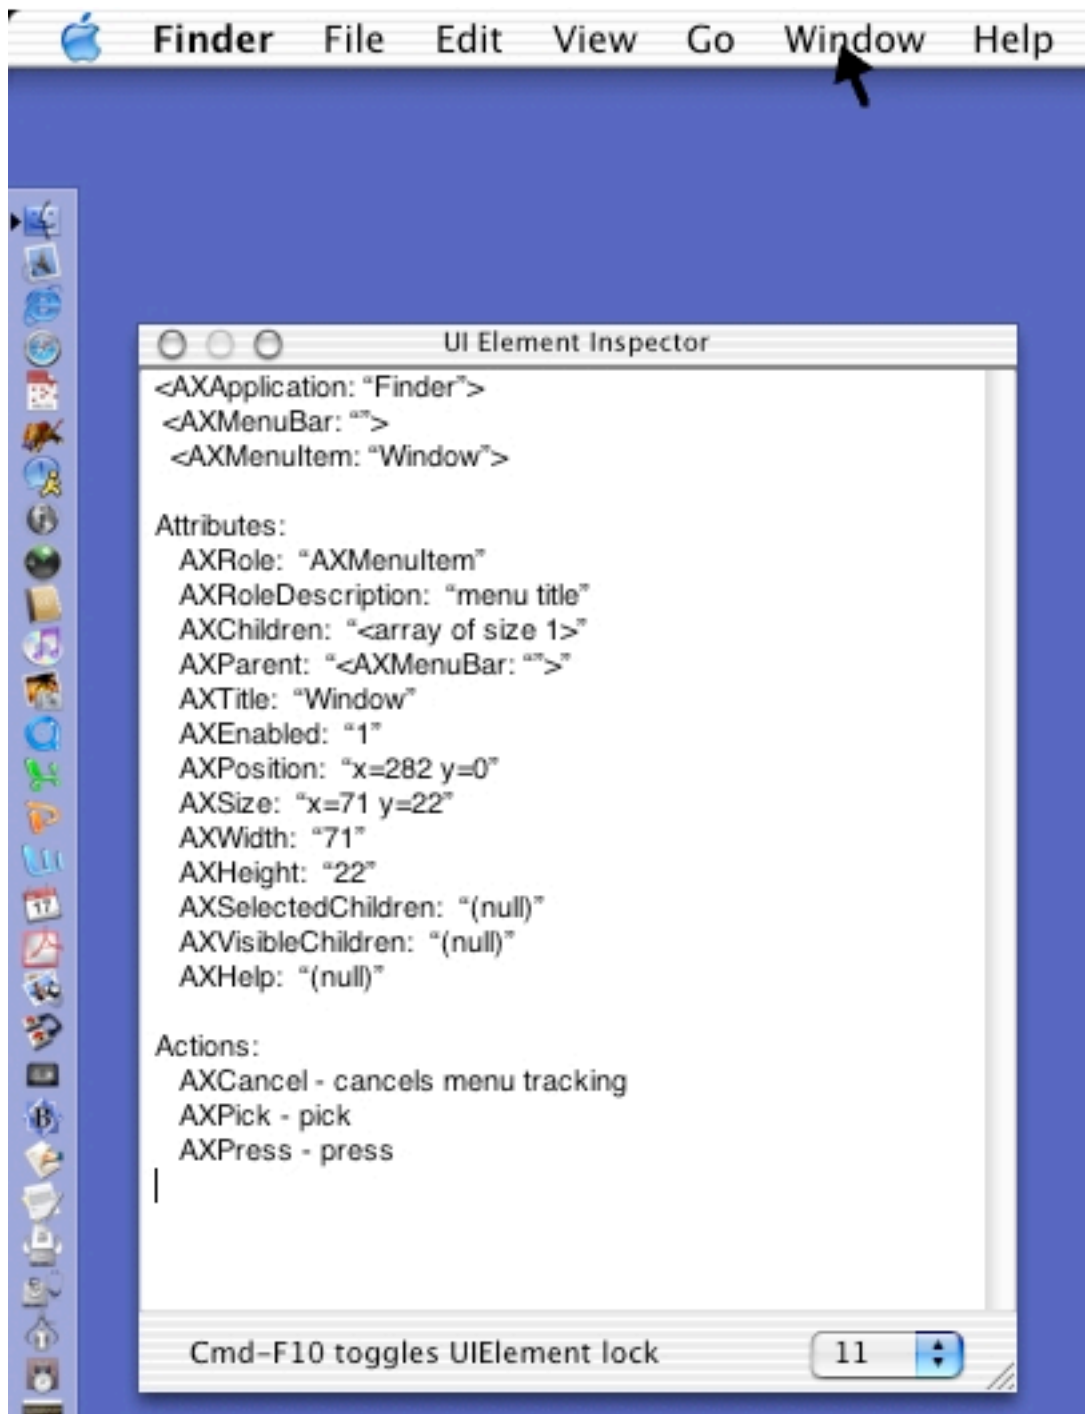 Finder File Edit View Go Window Help
UI Element Inspector
<AXApplication: “Finder”>
<AXMenuBar: “”>
<AXMenuItem: “Window”>
Attributes:
AXRole: “AXMenuItem”
AXRoleDescription: “menu title”
AXChildren: “<array of size 1>”
AXParent: “<AXMenuBar: “”>”
AXTitle: “Window”
AXEnabled: “1”
AXPosition: “x=282 y=0”
AXSize: “x=71 y=22”
AXWidth: “71”
AXHeight: “22”
AXSelectedChildren: “(null)”
AXVisibleChildren: “(null)”
AXHelp: “(null)”
Actions:
AXCancel - cancels menu tracking
AXPick - pick
AXPress - press
17
B
Cmd-F10 toggles UIElement lock
11